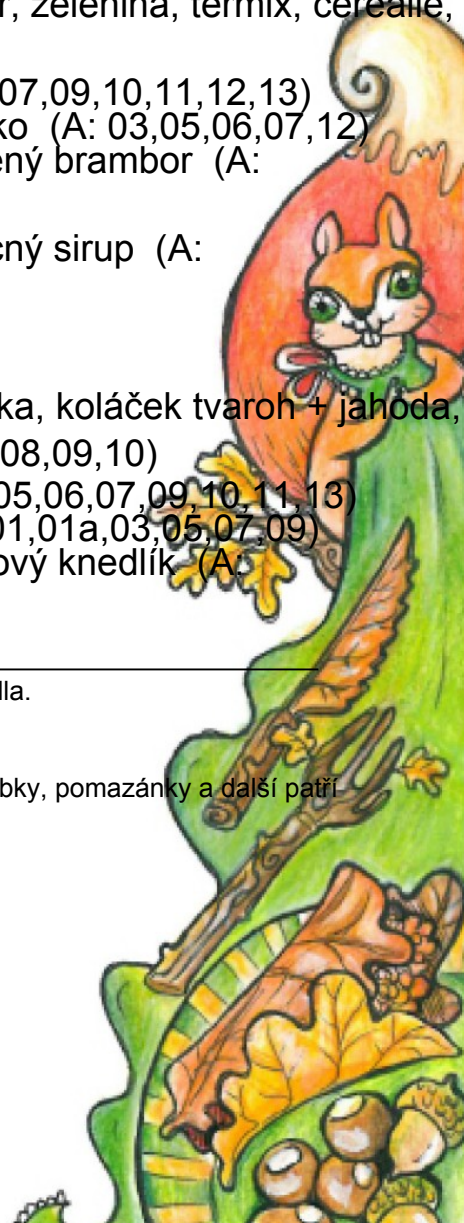 r, zelenina, termix, cereálie,
07,09,10,11,12,13)
ko (A: 03,05,06,07,12)
ený brambor (A:
čný sirup (A:
ka, koláček tvaroh + jahoda,
08,09,10)
05,06,07,09,10,11,13)
01,01a,03,05,07,09)
ový knedlík (A:
lla.
bky, pomazánky a další patří